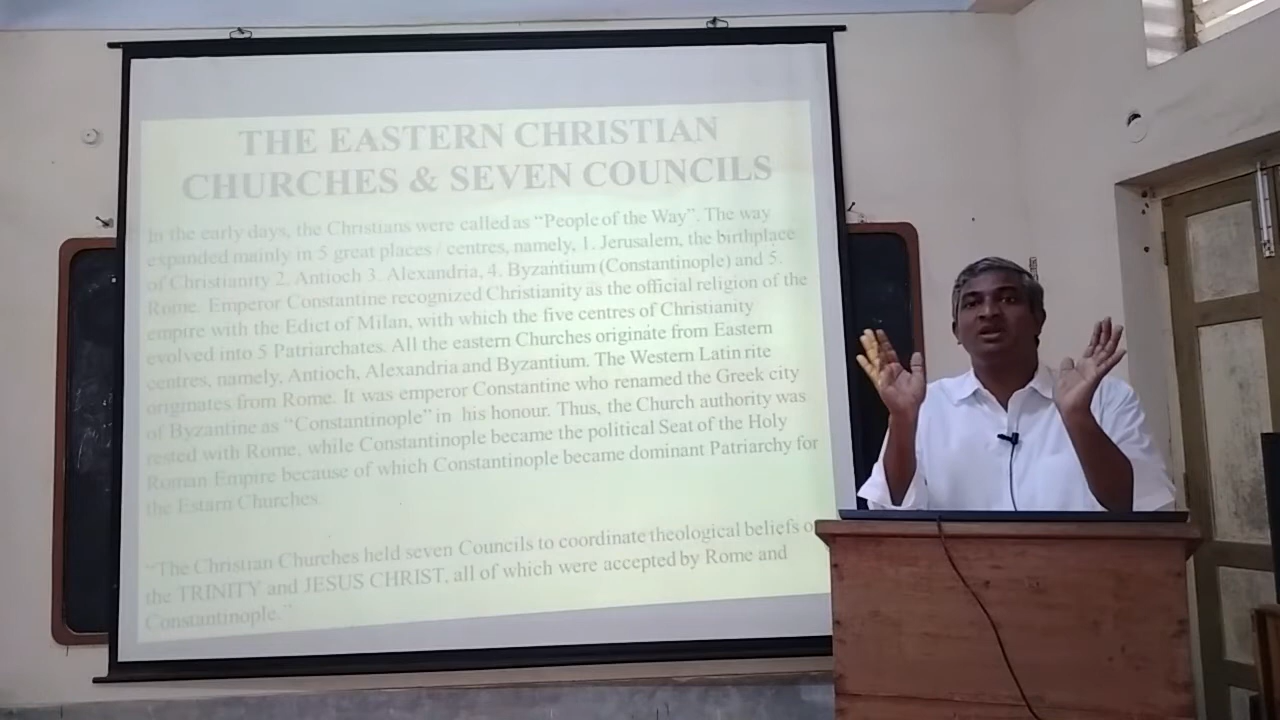 THE EASTERN CHRISTIAN
CHURCHES & SEVEN COUNCILS
In the early days, the Christians were called as “People of the Way”. The way
expanded mainly in 5 great places / centres, namely, 1. Jerusalem, the birthplace
of Christianity 2. Antioch 3. Alexandria, 4. Byzantium (Constantinople) and 5.
Rome. Emperor Constantine recognized Christianity as the official religion of the
empire with the Edict of Milan, with which the five centres of Christianity
evolved into 5 Patriarchates. All the eastern Churches originate from Eastern
centres, namely, Antioch, Alexandria and Byzantium. The Western Latin rite
originates from Rome. It was emperor Constantine who renamed the Greek city
of Byzantine as “Constantinople” in his honour. Thus, the Church authority was
rested with Rome, while Constantinople became the political Seat of the Holy
Roman Empire because of which Constantinople became dominant Patriarchy for
the Estarn Churches.
“The Christian Churches held seven Councils to coordinate theological beliefs o
the TRINITY and JESUS CHRIST, all of which were accepted by Rome and
Constantinople.”